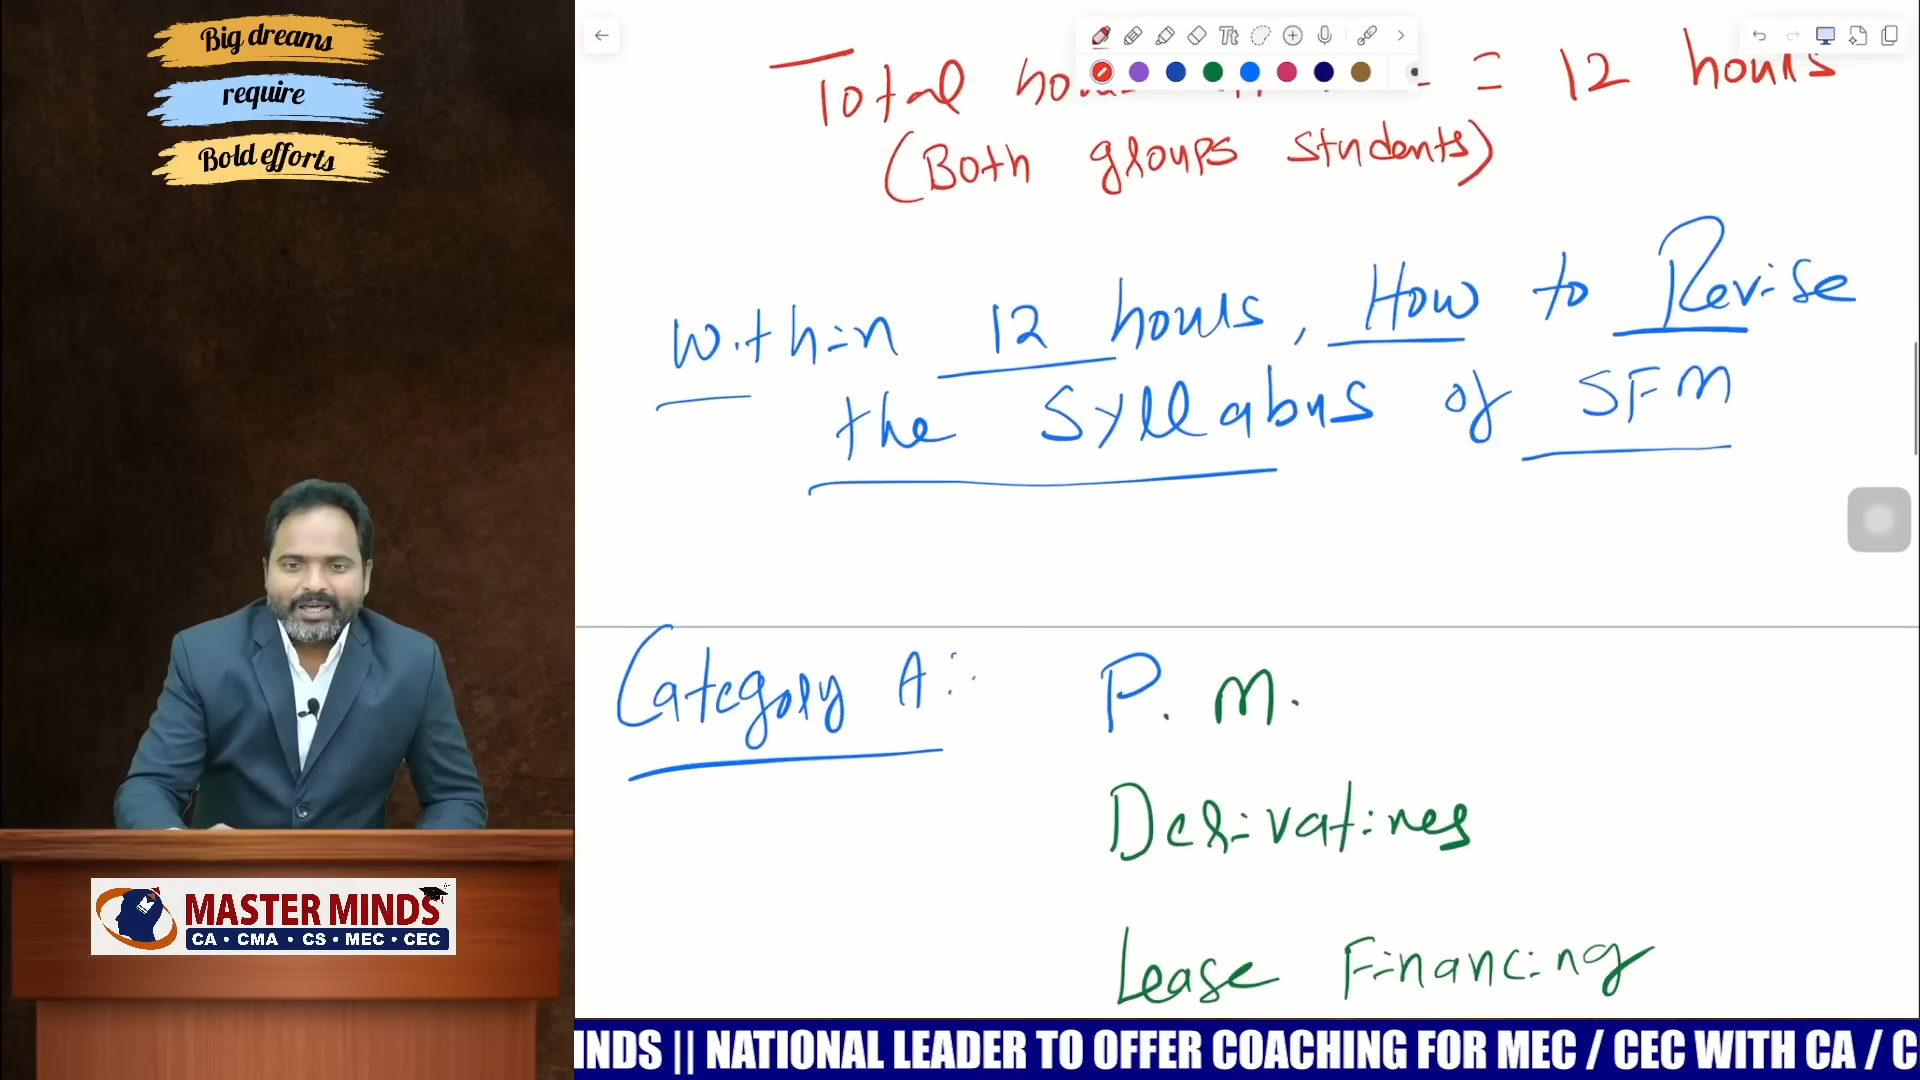 Big dreams
require
Bold efforts
Total = 12 hours
(Both groups students)
Within 12 hours, How to Revise
the Syllabus of SFM
Category A:
P. M.
Derivatives
Lease Financing
MASTER MINDS
CA • CMA • CS • MEC • CEC
INDS || NATIONAL LEADER TO OFFER COACHING FOR MEC / CEC WITH CA / C